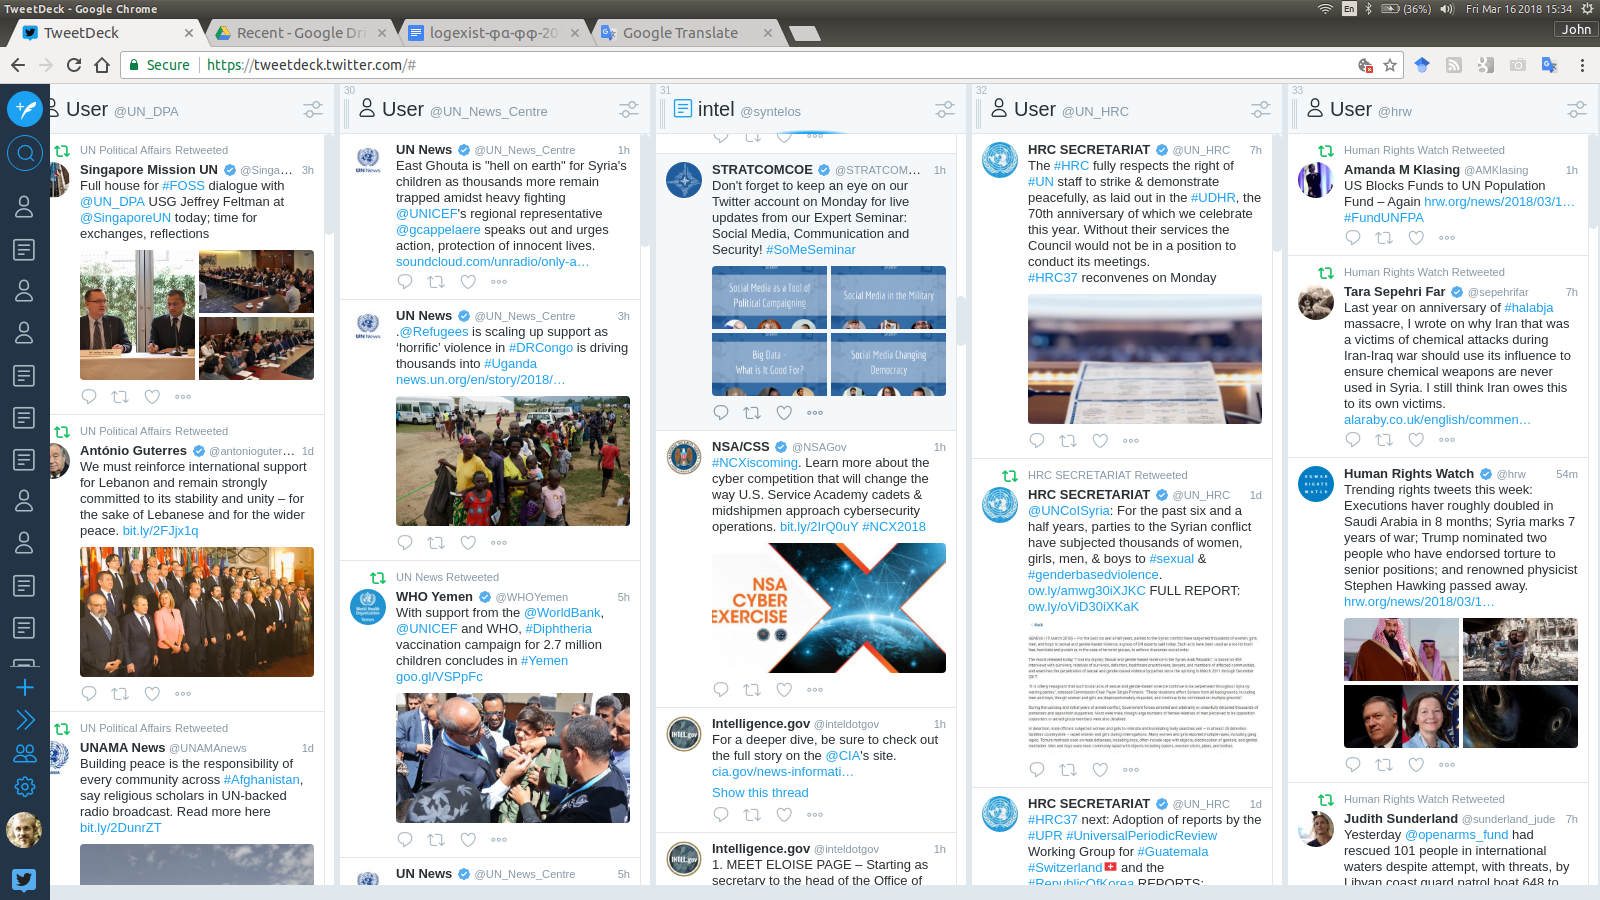 TweetDeck - Google Chrome
En
(36%)
Fri Mar 16 2018 15:34
TweetDeck
Recent - Google Dri
logexist-φα-φφ-20
Google Translate
John
Secure
https://tweetdeck.twitter.com/#
User @UN_DPA
UN Political Affairs Retweeted
Singapore Mission UN @Singa… 3h
Full house for #FOSS dialogue with
@UN_DPA USG Jeffrey Feltman at
@SingaporeUN today; time for
exchanges, reflections
UN Political Affairs Retweeted
António Guterres @antonioguter… 1d
We must reinforce international support
for Lebanon and remain strongly
committed to its stability and unity – for
the sake of Lebanese and for the wider
peace. bit.ly/2FJjx1q
UN Political Affairs Retweeted
UNAMA News @UNAMAnews 1d
Building peace is the responsibility of
every community across #Afghanistan,
say religious scholars in UN-backed
radio broadcast. Read more here
bit.ly/2DunrZT
30
User @UN_News_Centre
UN News @UN_News_Centre 1h
East Ghouta is "hell on earth" for Syria's
children as thousands more remain
trapped amidst heavy fighting
@UNICEF's regional representative
@gcappelaere speaks out and urges
action, protection of innocent lives.
soundcloud.com/unradio/only-a…
UN News @UN_News_Centre 3h
.@Refugees is scaling up support as
‘horrific’ violence in #DRCongo is driving
thousands into #Uganda
news.un.org/en/story/2018/…
UN News Retweeted
WHO Yemen @WHOYemen 5h
With support from the @WorldBank,
@UNICEF and WHO, #Diphtheria
vaccination campaign for 2.7 million
children concludes in #Yemen
goo.gl/VSPpFc
UN News @UN_News_Centre 5h
31
intel @syntelos
STRATCOMCOE @STRATCOM… 1h
Don't forget to keep an eye on our
Twitter account on Monday for live
updates from our Expert Seminar:
Social Media, Communication and
Security! #SoMeSeminar
Social Media as a Tool of
Political Campaigning
Social Media in the Military
Big Data -
What is It Good For?
Social Media Changing
Democracy
NSA/CSS @NSAGov 1h
#NCXiscoming. Learn more about the
cyber competition that will change the
way U.S. Service Academy cadets &
midshipmen approach cybersecurity
operations. bit.ly/2IrQ0uY #NCX2018
NSA
CYBER
EXERCISE
Intelligence.gov @inteldotgov 1h
For a deeper dive, be sure to check out
the full story on the @CIA's site.
cia.gov/news-informati…
Show this thread
Intelligence.gov @inteldotgov 1h
1. MEET ELOISE PAGE – Starting as
secretary to the head of the Office of
32
User @UN_HRC
HRC SECRETARIAT @UN_HRC 7h
The #HRC fully respects the right of
#UN staff to strike & demonstrate
peacefully, as laid out in the #UDHR, the
70th anniversary of which we celebrate
this year. Without their services the
Council would not be in a position to
conduct its meetings.
#HRC37 reconvenes on Monday
HRC SECRETARIAT Retweeted
HRC SECRETARIAT @UN_HRC 1d
@UNCoISyria: For the past six and a
half years, parties to the Syrian conflict
have subjected thousands of women,
girls, men, & boys to #sexual &
#genderbasedviolence.
ow.ly/amwg30iXJKC FULL REPORT:
ow.ly/oViD30iXKaK
HRC SECRETARIAT @UN_HRC 1d
#HRC37 next: Adoption of reports by the
#UPR #UniversalPeriodicReview
Working Group for #Guatemala
#Switzerland and the
#RepublicOfKorea REPORTS:
33
User @hrw
Human Rights Watch Retweeted
Amanda M Klasing @AMKlasing 1h
US Blocks Funds to UN Population
Fund – Again hrw.org/news/2018/03/1…
#FundUNFPA
Human Rights Watch Retweeted
Tara Sepehri Far @sepehrifar 7h
Last year on anniversary of #halabja
massacre, I wrote on why Iran that was
a victims of chemical attacks during
Iran-Iraq war should use its influence to
ensure chemical weapons are never
used in Syria. I still think Iran owes this
to its own victims.
alaraby.co.uk/english/commen…
Human Rights Watch @hrw 54m
Trending rights tweets this week:
Executions haver roughly doubled in
Saudi Arabia in 8 months; Syria marks 7
years of war; Trump nominated two
people who have endorsed torture to
senior positions; and renowned physicist
Stephen Hawking passed away.
hrw.org/news/2018/03/1…
Human Rights Watch Retweeted
Judith Sunderland @sunderland_jude 7h
Yesterday @openarms_fund had
rescued 101 people in international
waters despite attempt, with threats, by
Libyan coast guard patrol boat 648 to